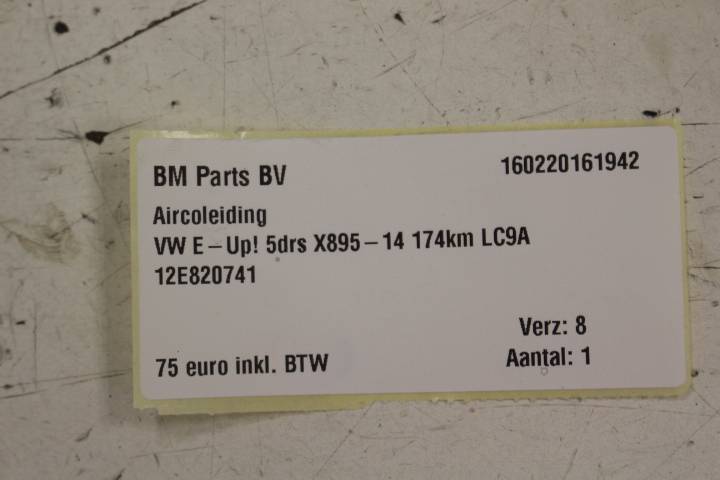 BM Parts BV 160220161942
Aircoleiding
VW E-Up! 5drs X895-14 174km LC9A
12E820741
Verz: 8
75 euro inkl. BTW Aantal: 1